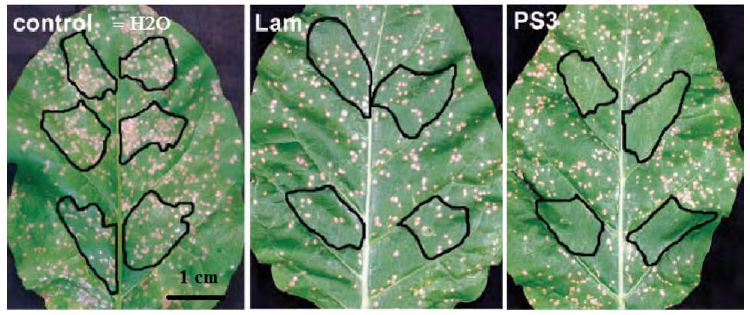 control = H2O
Lam
PS3
1 cm